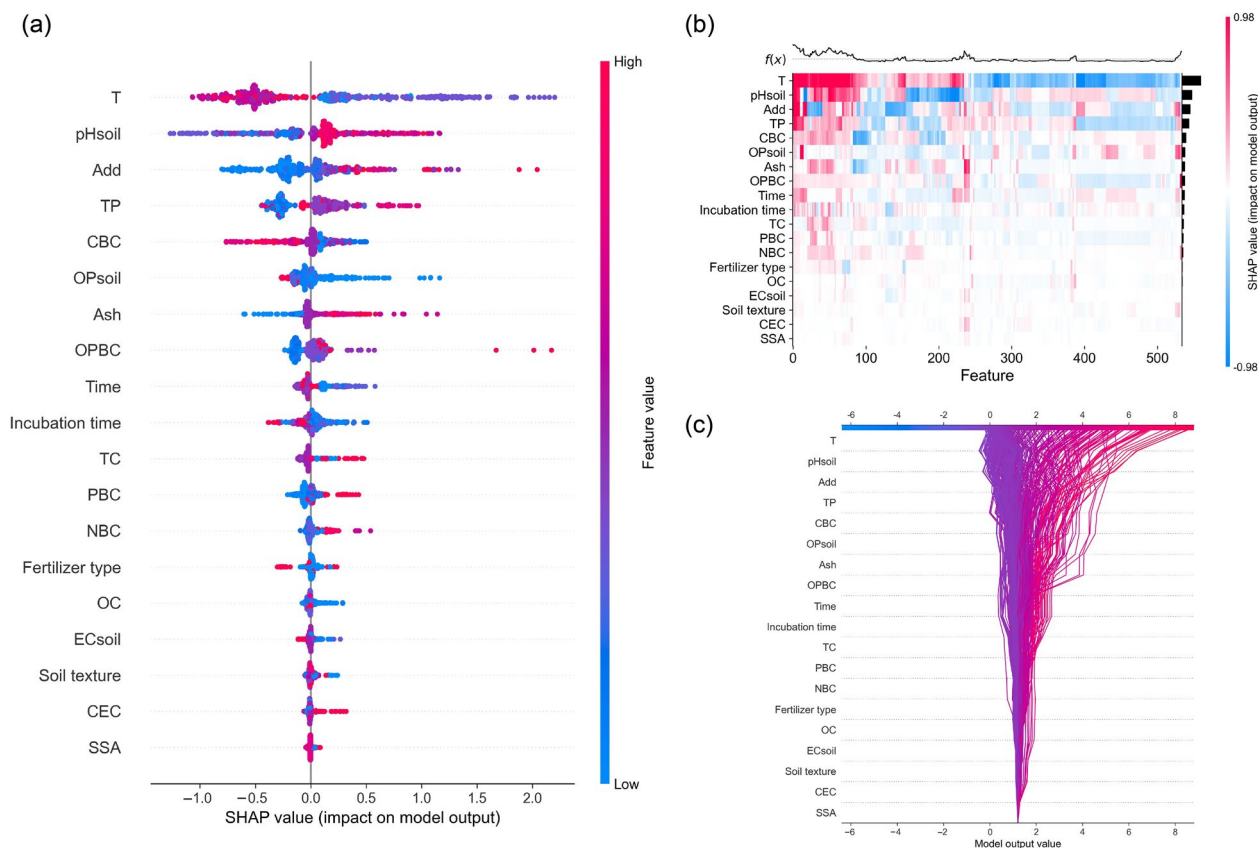 (a)
High
T
pHsoil
Add
TP
CBC
OPsoil
Ash
OPBC
Time
Incubation time
TC
PBC
NBC
Fertilizer type
OC
ECsoil
Soil texture
CEC
SSA
Low
Feature value
−1.0 −0.5 0.0 0.5 1.0 1.5 2.0
SHAP value (impact on model output)
(b)
0.98
f(x)
T
pHsoil
Add
TP
CBC
OPsoil
Ash
OPBC
Time
Incubation time
TC
PBC
NBC
Fertilizer type
OC
ECsoil
Soil texture
CEC
SSA
0 100 200 300 400 500
Feature
SHAP value (impact on model output)
-0.98
(c)
−6 −4 −2 0 2 4 6 8
T
pHsoil
Add
TP
CBC
OPsoil
Ash
OPBC
Time
Incubation time
TC
PBC
NBC
Fertilizer type
OC
ECsoil
Soil texture
CEC
SSA
−6 −4 −2 0 2 4 6 8
Model output value